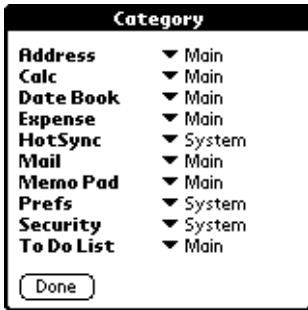 Category
Address Main
Calc Main
Date Book Main
Expense Main
HotSync System
Mail Main
Memo Pad Main
Prefs System
Security System
To Do List Main
Done